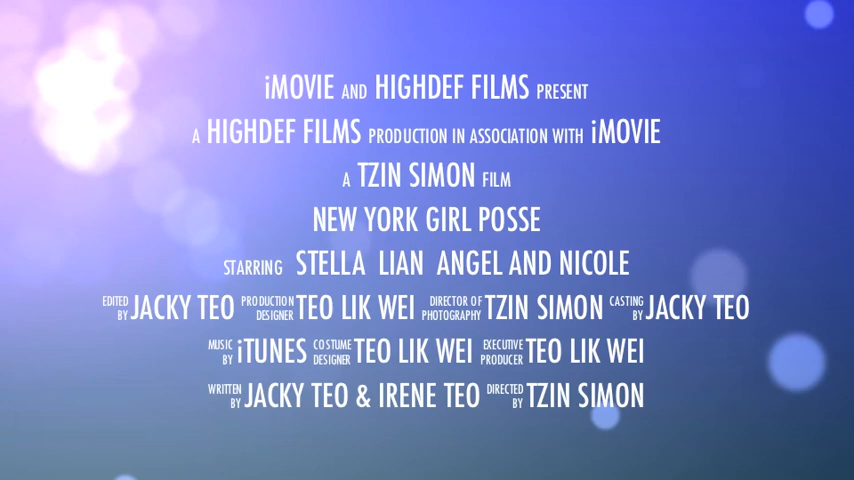 iMOVIE AND HIGHDEF FILMS PRESENT
A HIGHDEF FILMS PRODUCTION IN ASSOCIATION WITH iMOVIE
A TZIN SIMON FILM
NEW YORK GIRL POSSE
STARRING STELLA LIAN ANGEL AND NICOLE
EDITED BY JACKY TEO PRODUCTION DESIGNER TEO LIK WEI DIRECTOR OF PHOTOGRAPHY TZIN SIMON CASTING BY JACKY TEO
MUSIC BY iTUNES COSTUME DESIGNER TEO LIK WEI EXECUTIVE PRODUCER TEO LIK WEI
WRITTEN BY JACKY TEO & IRENE TEO DIRECTED BY TZIN SIMON